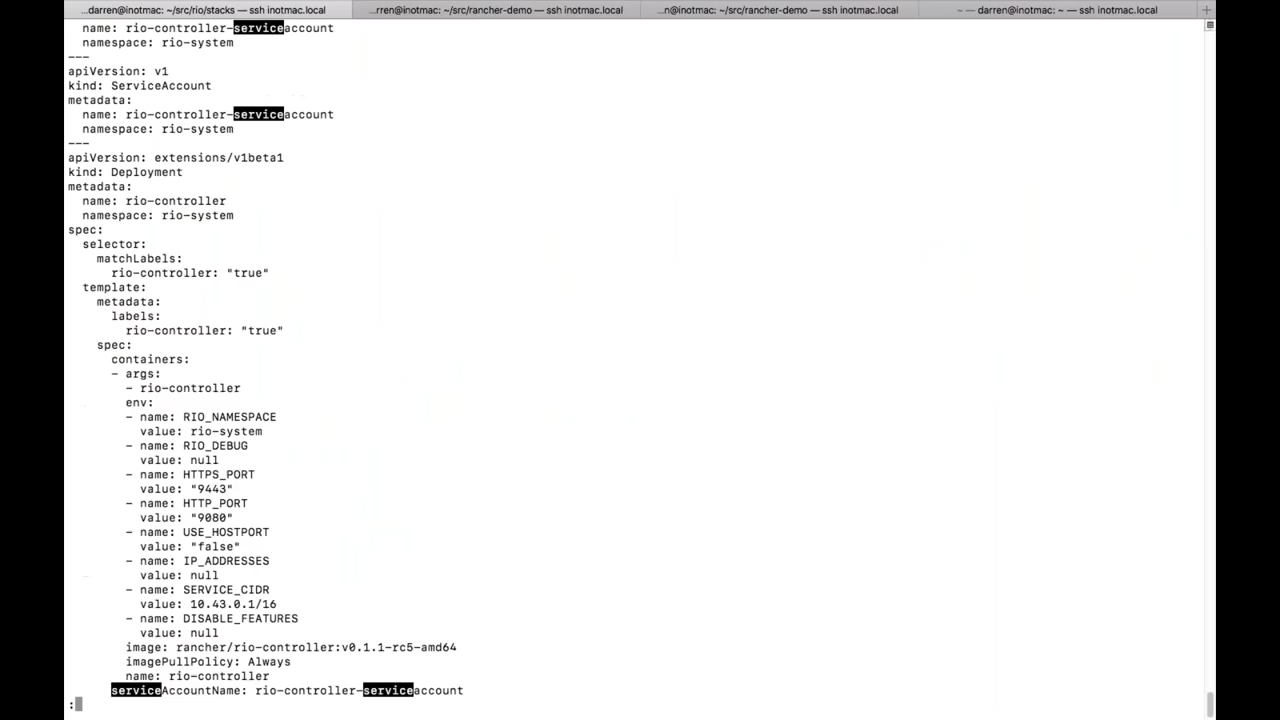 ...darren@inotmac: ~/src/rio/stacks — ssh inotmac.local
...rren@inotmac: ~/src/rancher-demo — ssh inotmac.local
...n@inotmac: ~/src/rancher-demo — ssh inotmac.local
~ — darren@inotmac: ~ — ssh inotmac.local
+
  name: rio-controller-serviceaccount
  namespace: rio-system
---
apiVersion: v1
kind: ServiceAccount
metadata:
  name: rio-controller-serviceaccount
  namespace: rio-system
---
apiVersion: extensions/v1beta1
kind: Deployment
metadata:
  name: rio-controller
  namespace: rio-system
spec:
  selector:
    matchLabels:
      rio-controller: "true"
  template:
    metadata:
      labels:
        rio-controller: "true"
    spec:
      containers:
      - args:
        - rio-controller
        env:
        - name: RIO_NAMESPACE
          value: rio-system
        - name: RIO_DEBUG
          value: null
        - name: HTTPS_PORT
          value: "9443"
        - name: HTTP_PORT
          value: "9080"
        - name: USE_HOSTPORT
          value: "false"
        - name: IP_ADDRESSES
          value: null
        - name: SERVICE_CIDR
          value: 10.43.0.1/16
        - name: DISABLE_FEATURES
          value: null
        image: rancher/rio-controller:v0.1.1-rc5-amd64
        imagePullPolicy: Always
        name: rio-controller
      serviceAccountName: rio-controller-serviceaccount
: